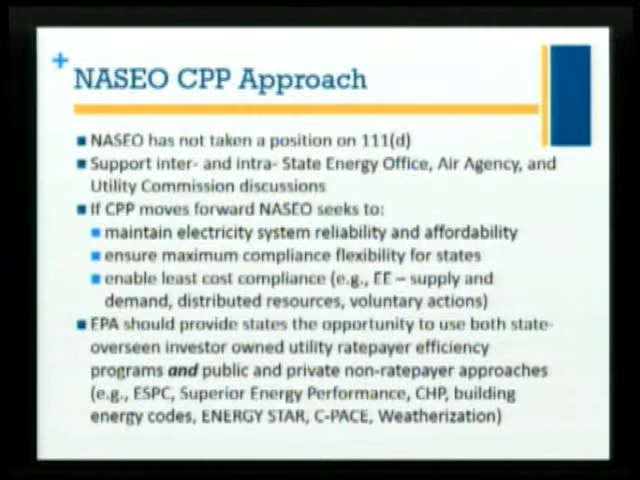 +
NASEO CPP Approach
NASEO has not taken a position on 111(d)
Support inter- and intra- State Energy Office, Air Agency, and
Utility Commission discussions
If CPP moves forward NASEO seeks to:
maintain electricity system reliability and affordability
ensure maximum compliance flexibility for states
enable least cost compliance (e.g., EE – supply and
demand, distributed resources, voluntary actions)
EPA should provide states the opportunity to use both state-
overseen investor owned utility ratepayer efficiency
programs and public and private non-ratepayer approaches
(e.g., ESPC, Superior Energy Performance, CHP, building
energy codes, ENERGY STAR, C-PACE, Weatherization)